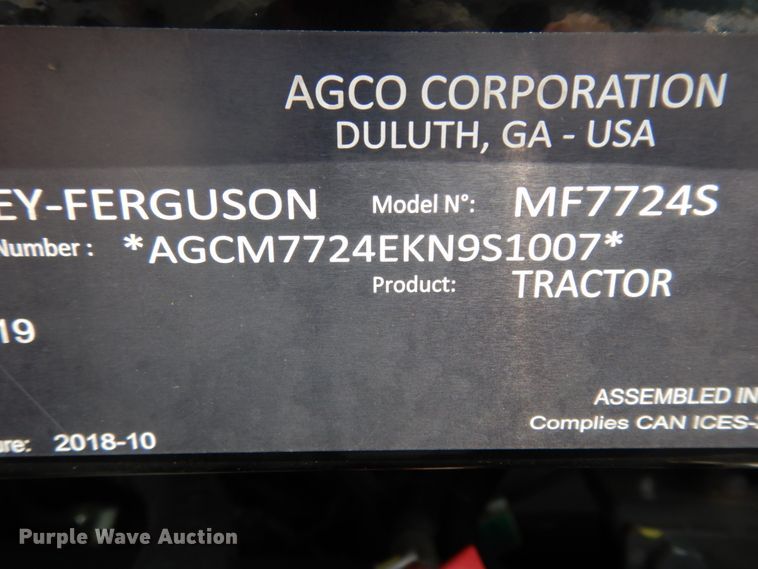 AGCO CORPORATION
DULUTH, GA - USA
EY-FERGUSON Model N°: MF7724S
Number : *AGCM7724EKN9S1007*
Product: TRACTOR
19
ASSEMBLED IN
Complies CAN ICES-
ure: 2018-10
Purple Wave Auction